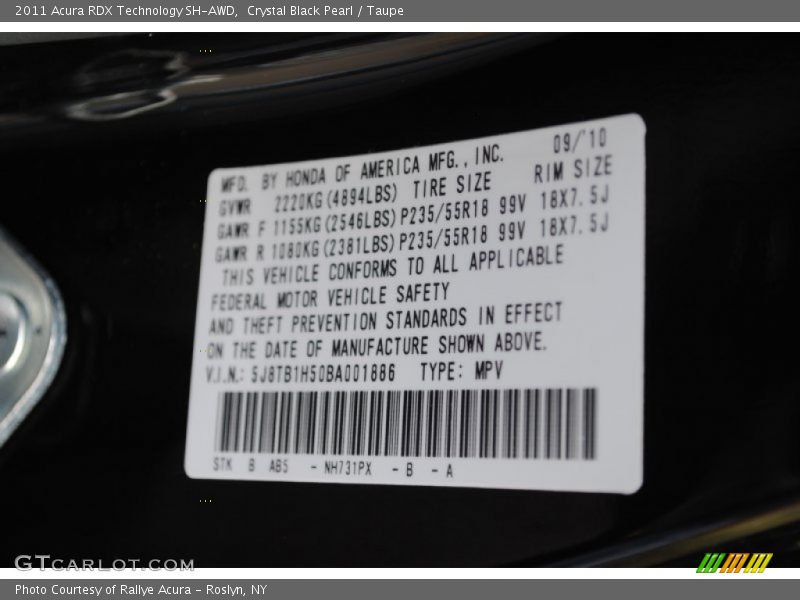 2011 Acura RDX Technology SH-AWD, Crystal Black Pearl / Taupe
09/'10
MFD. BY HONDA OF AMERICA MFG., INC.
GVWR 2220KG(4894LBS) TIRE SIZE RIM SIZE
GAWR F 1155KG(2546LBS) P235/55R18 99V 18X7.5J
GAWR R 1080KG(2381LBS) P235/55R18 99V 18X7.5J
THIS VEHICLE CONFORMS TO ALL APPLICABLE
FEDERAL MOTOR VEHICLE SAFETY
AND THEFT PREVENTION STANDARDS IN EFFECT
ON THE DATE OF MANUFACTURE SHOWN ABOVE.
V.I.N.: 5J8TB1H50BA001886 TYPE: MPV
STK B AB5 - NH731PX - B - A
GTCARLOT.COM
Photo Courtesy of Rallye Acura - Roslyn, NY